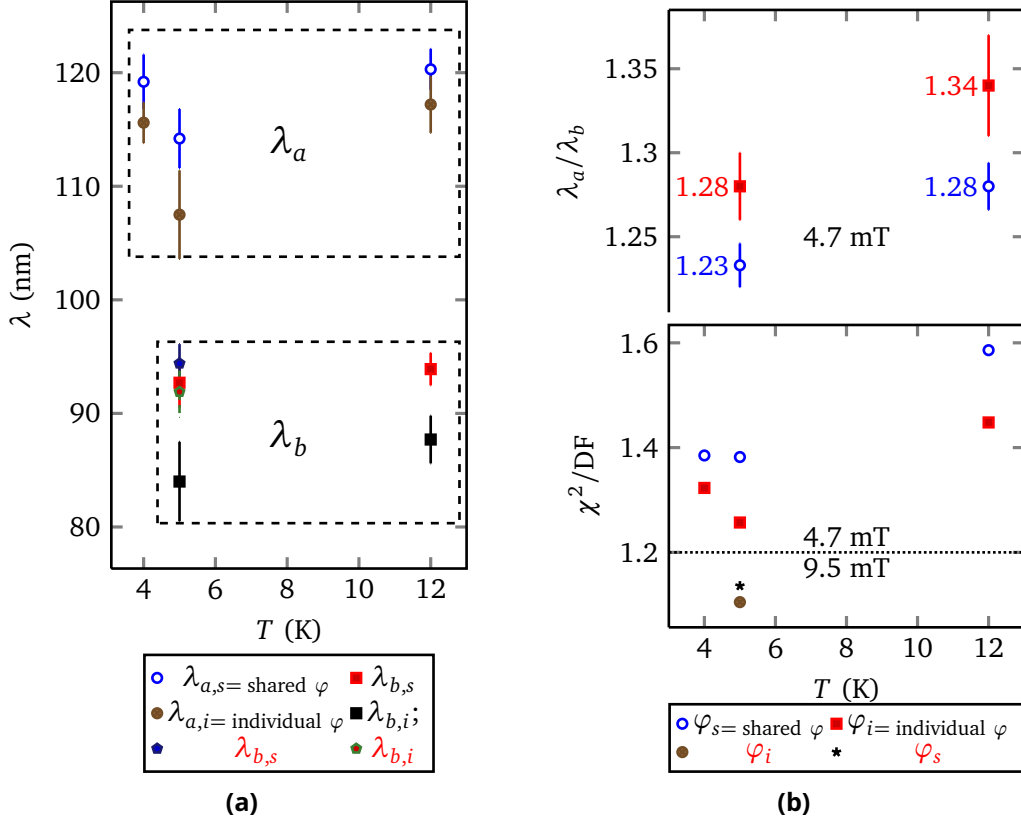 120
110
100
90
80
λ (nm)
λa
λb
4 6 8 10 12
T (K)
λa,s= shared φ λb,s
λa,i= individual φ λb,i;
λb,s λb,i
(a)
1.35
1.3
1.25
λa/λb
1.34
1.28
1.28
1.23
4.7 mT
1.6
1.4
1.2
χ²/DF
4.7 mT
9.5 mT
*
4 6 8 10 12
T (K)
φs= shared φ φi= individual φ
φi * φs
(b)